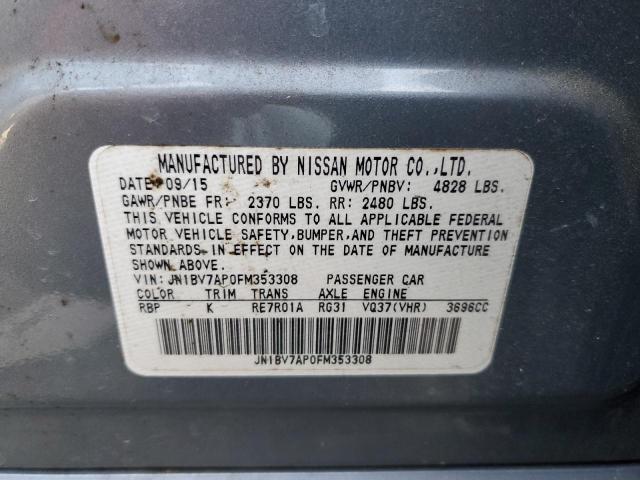 MANUFACTURED BY NISSAN MOTOR CO.,LTD.
DATE: 09/15 GVWR/PNBV: 4828 LBS.
GAWR/PNBE FR: 2370 LBS. RR: 2480 LBS.
THIS VEHICLE CONFORMS TO ALL APPLICABLE FEDERAL
MOTOR VEHICLE SAFETY,BUMPER,AND THEFT PREVENTION
STANDARDS IN EFFECT ON THE DATE OF MANUFACTURE
SHOWN ABOVE.
VIN: JN1BV7AP0FM353308 PASSENGER CAR
COLOR TRIM TRANS AXLE ENGINE
RBP K RE7R01A RG31 VQ37(VHR) 3696CC
JN1BV7AP0FM353308